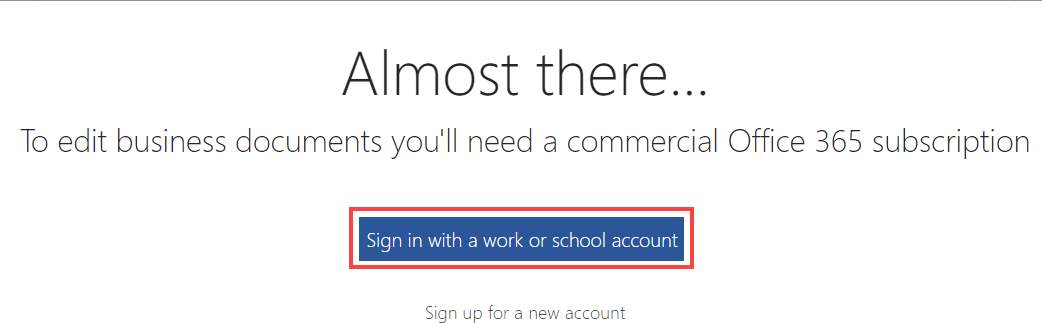 Almost there...
To edit business documents you'll need a commercial Office 365 subscription
Sign in with a work or school account
Sign up for a new account